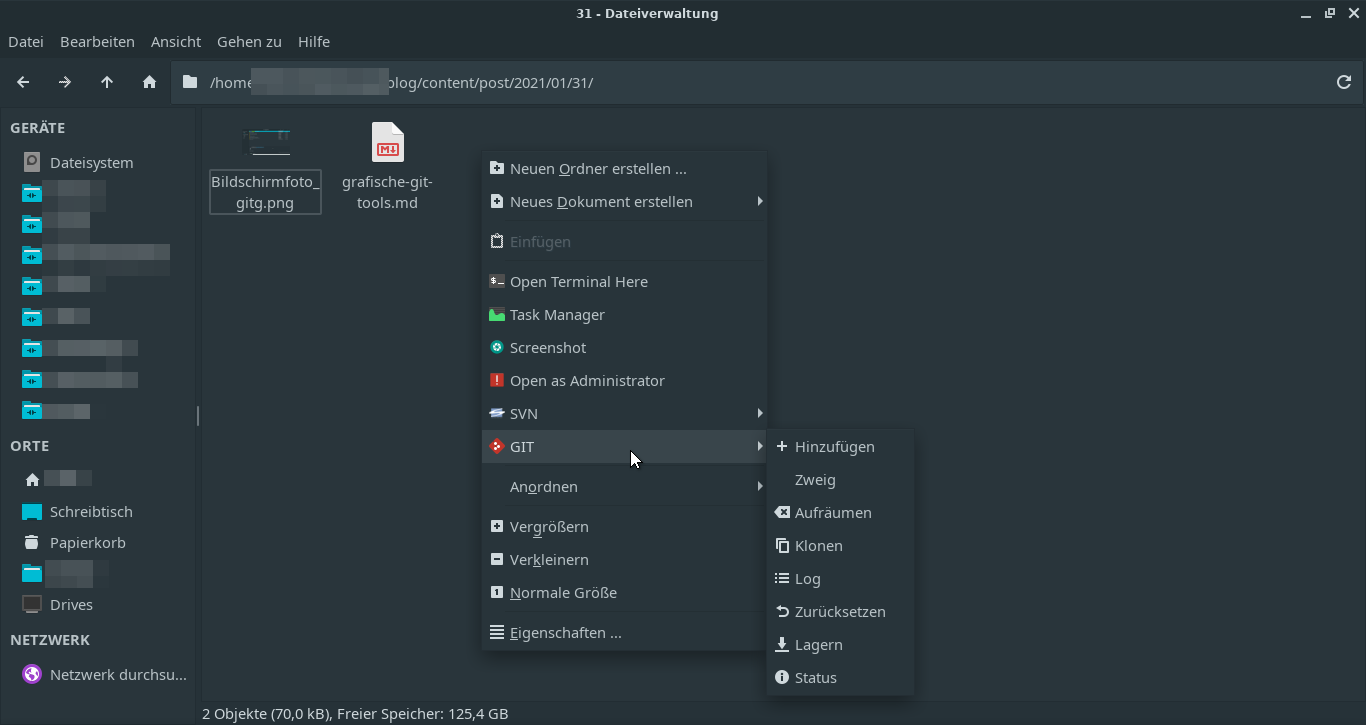 31 - Dateiverwaltung
Datei Bearbeiten Ansicht Gehen zu Hilfe
/home blog/content/post/2021/01/31/
GERÄTE
Dateisystem
ORTE
Schreibtisch
Papierkorb
Drives
NETZWERK
Netzwerk durchsu...
Bildschirmfoto_
gitg.png
grafische-git-
tools.md
Neuen Ordner erstellen ...
Neues Dokument erstellen
Einfügen
Open Terminal Here
Task Manager
Screenshot
Open as Administrator
SVN
GIT
Anordnen
Vergrößern
Verkleinern
Normale Größe
Eigenschaften ...
Hinzufügen
Zweig
Aufräumen
Klonen
Log
Zurücksetzen
Lagern
Status
2 Objekte (70,0 kB), Freier Speicher: 125,4 GB